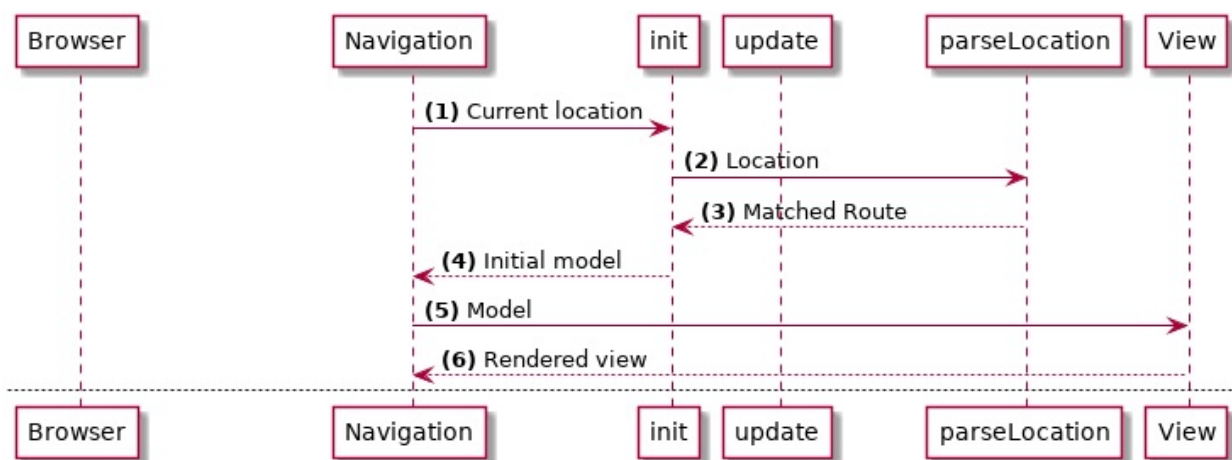 Browser Navigation init update parseLocation View
(1) Current location
(2) Location
(3) Matched Route
(4) Initial model
(5) Model
(6) Rendered view
Browser Navigation init update parseLocation View